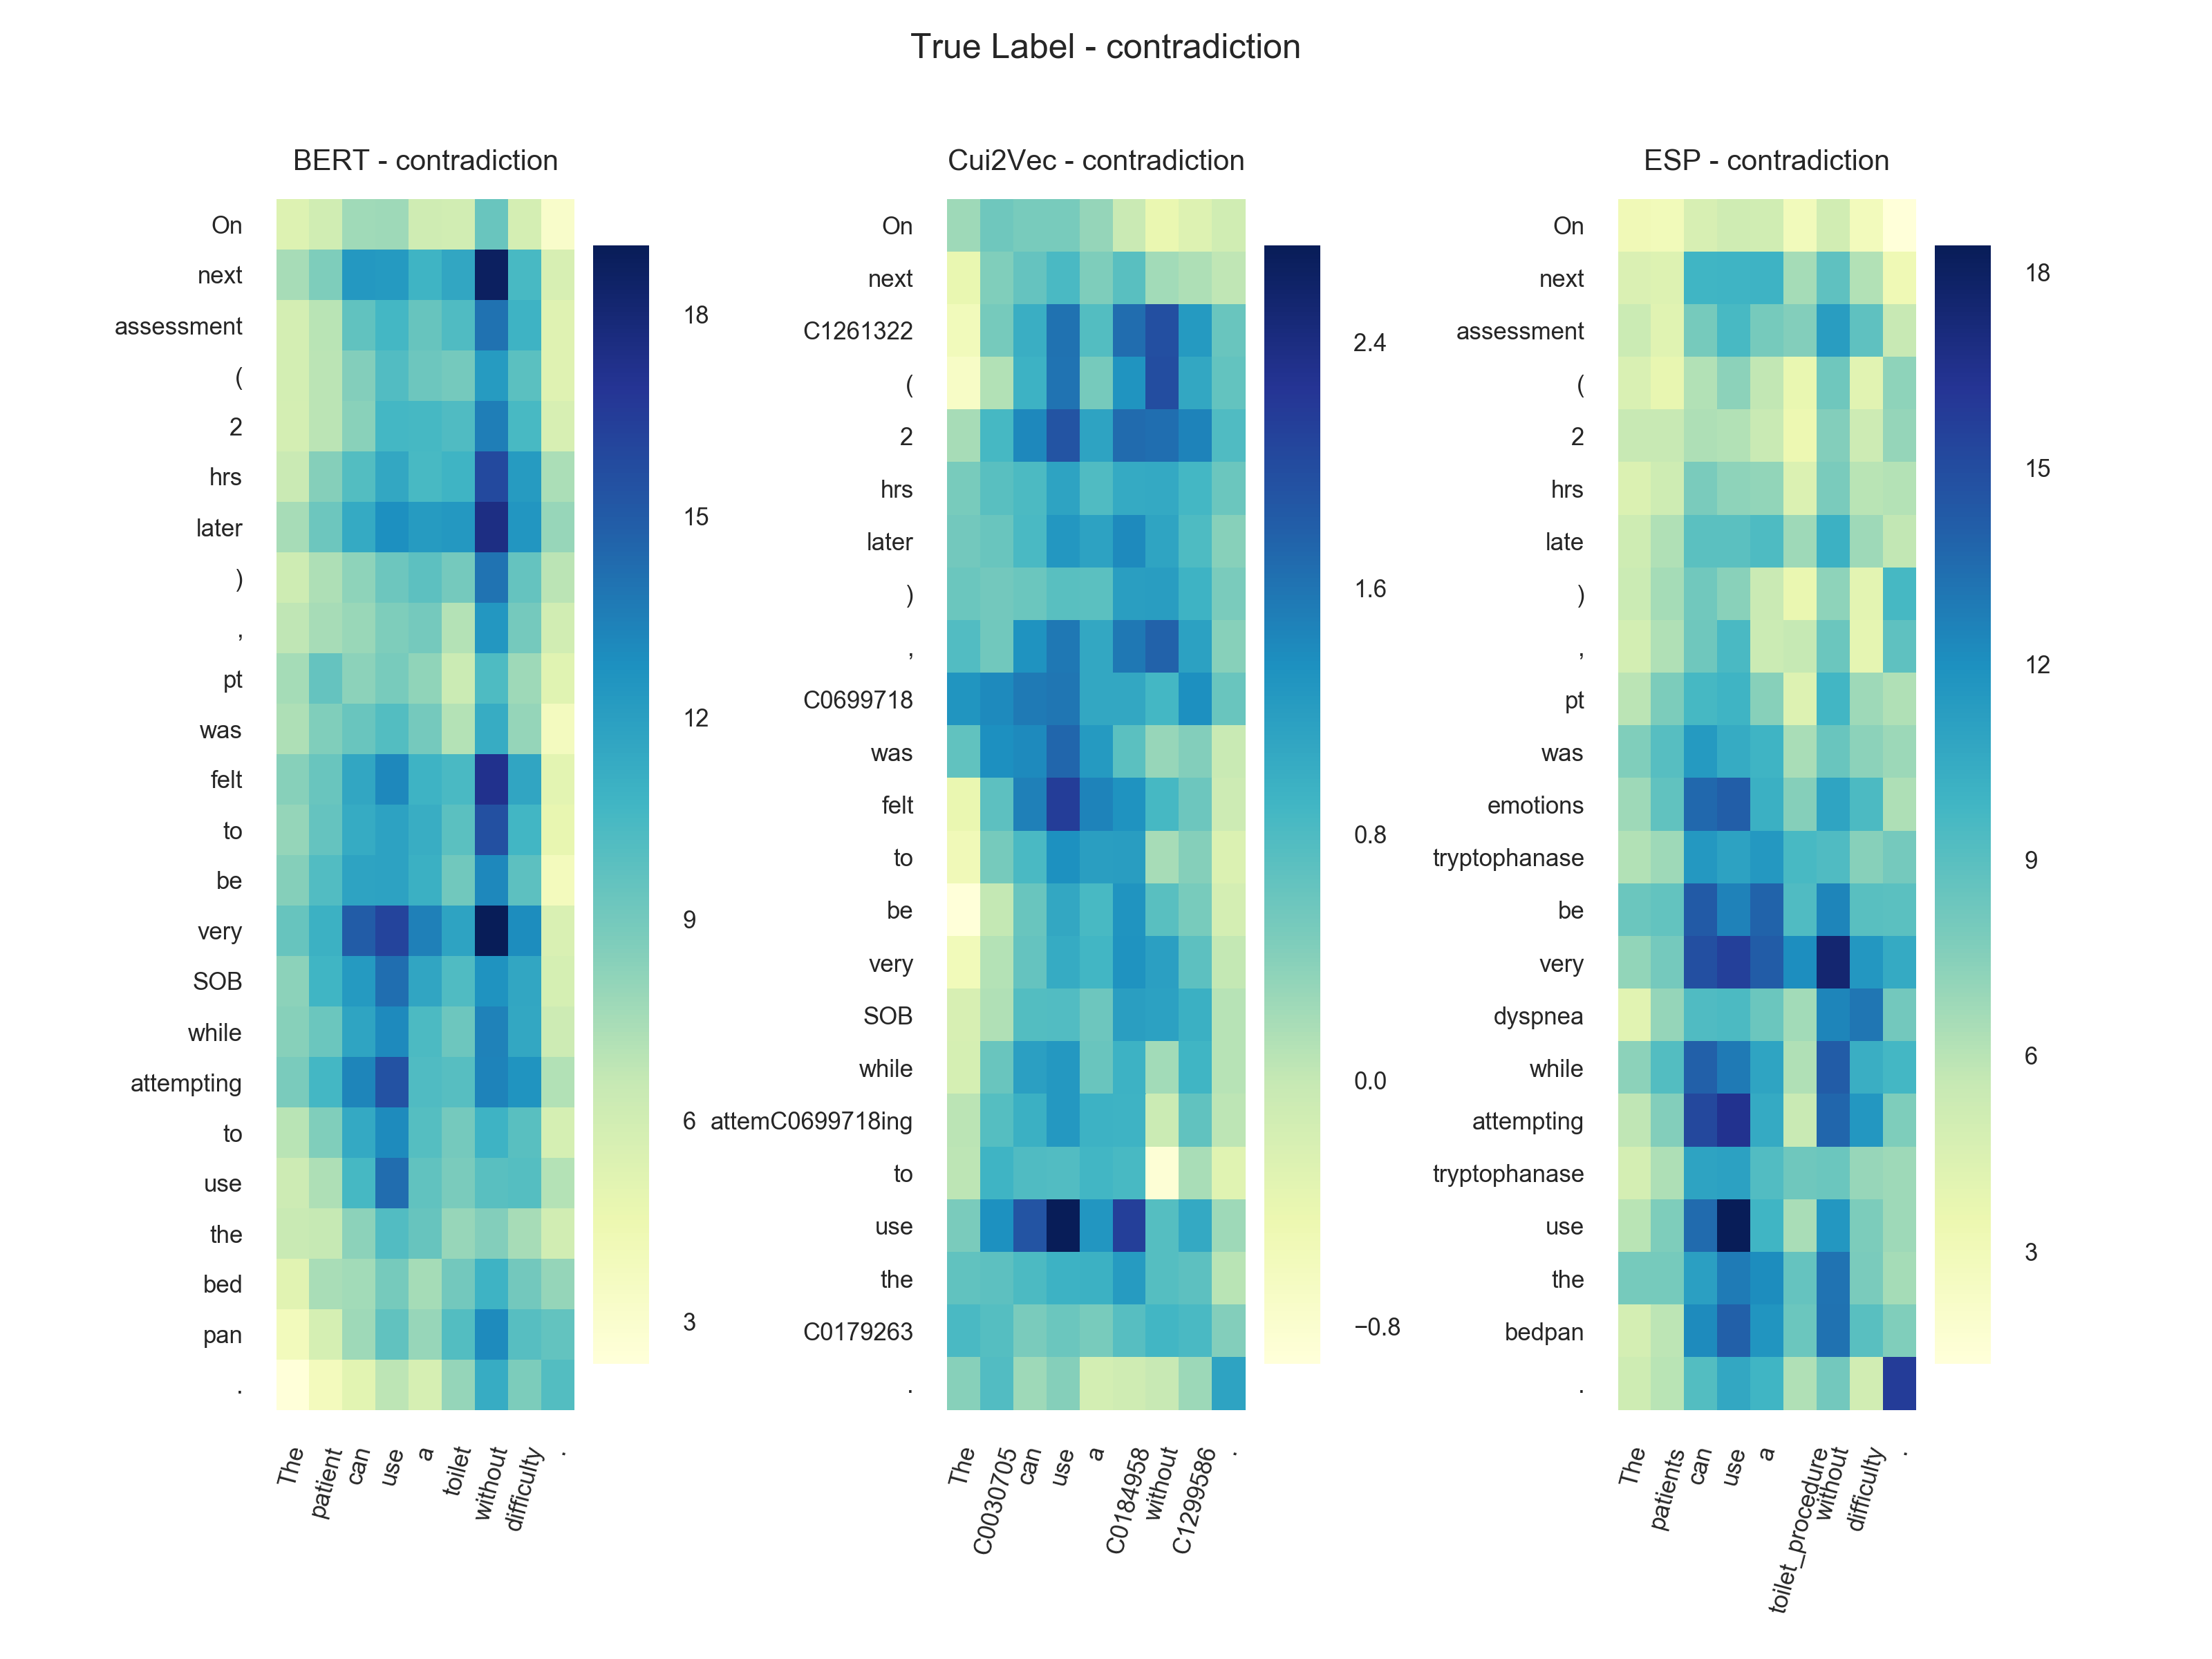 True Label - contradiction
BERT - contradiction
On
next
assessment
(
2
hrs
later
)
,
pt
was
felt
to
be
very
SOB
while
attempting
to
use
the
bed
pan
.
The
patient
can
use
a
toilet
without
difficulty
.
18
15
12
9
6
3
Cui2Vec - contradiction
On
next
C1261322
(
2
hrs
later
)
,
C0699718
was
felt
to
be
very
SOB
while
attemC0699718ing
to
use
the
C0179263
.
The
C0030705
can
use
a
C0184958
without
C1299586
.
2.4
1.6
0.8
0.0
−0.8
ESP - contradiction
On
next
assessment
(
2
hrs
late
)
,
pt
was
emotions
tryptophanase
be
very
dyspnea
while
attempting
tryptophanase
use
the
bedpan
.
The
patients
can
use
a
toilet_procedure
without
difficulty
.
18
15
12
9
6
3